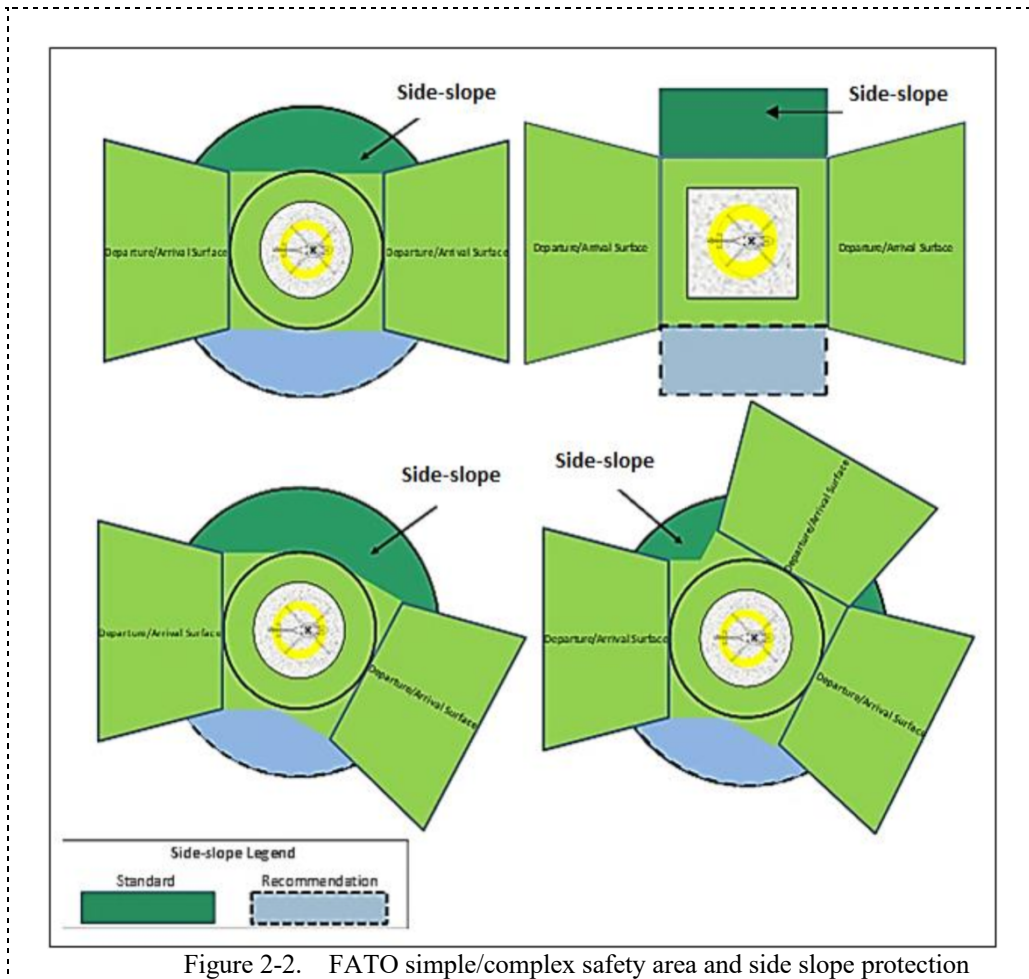 Side-slope
Side-slope
Departure/Arrival Surface
Departure/Arrival Surface
Departure/Arrival Surface
Departure/Arrival Surface
Side-slope
Side-slope
Departure/Arrival Surface
Departure/Arrival Surface
Departure/Arrival Surface
Departure/Arrival Surface
Departure/Arrival Surface
Side-slope Legend
Standard
Recommendation
Figure 2-2. FATO simple/complex safety area and side slope protection